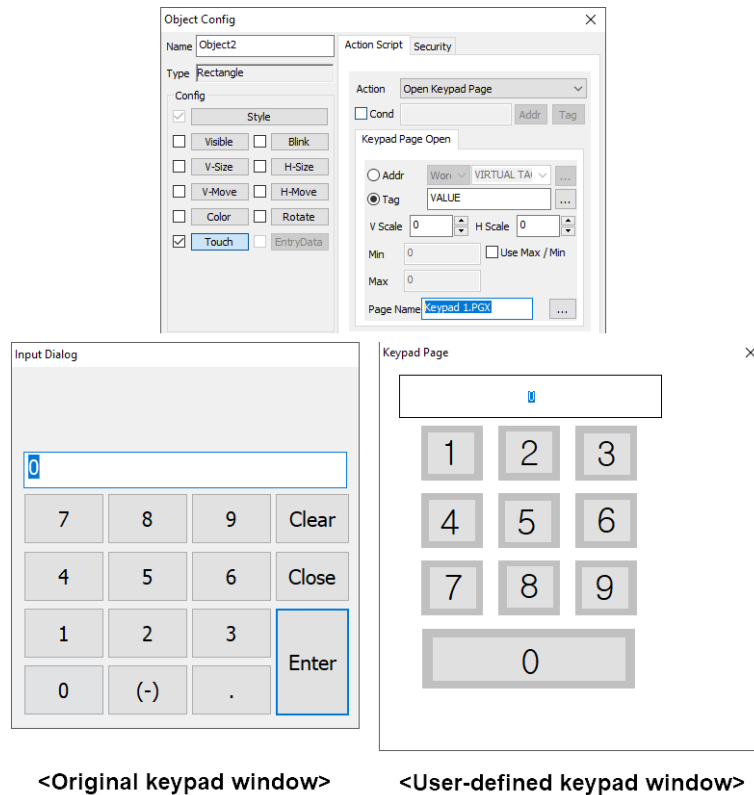 Object Config
Name Object2
Type Rectangle
Config
Style
Visible Blink
V-Size H-Size
V-Move H-Move
Color Rotate
Touch EntryData
Action Script Security
Action Open Keypad Page
Cond Addr Tag
Keypad Page Open
Addr Wor VIRTUAL TA ...
Tag VALUE ...
V Scale 0 H Scale 0
Min 0 Use Max / Min
Max 0
Page Name Keypad 1.PGX ...
Input Dialog
0
7 8 9 Clear
4 5 6 Close
1 2 3 Enter
0 (-) .
<Original keypad window>
Keypad Page
0
1 2 3
4 5 6
7 8 9
0
<User-defined keypad window>